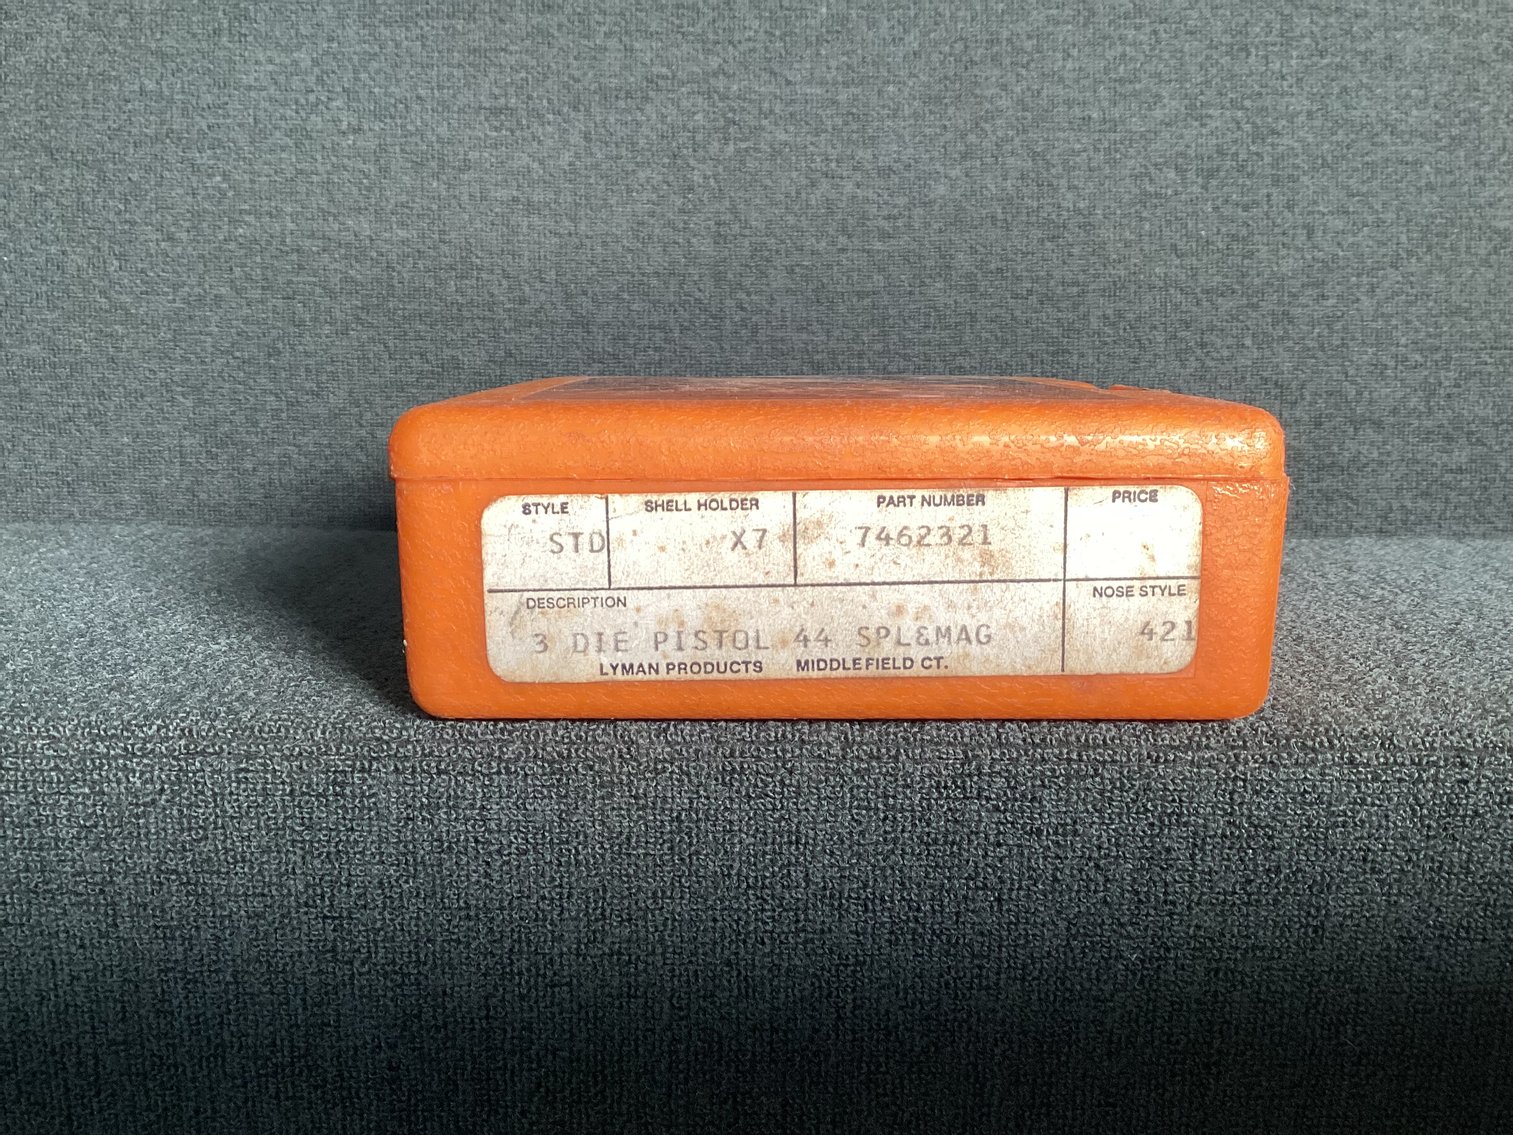 STYLE SHELL HOLDER PART NUMBER PRICE
STD X7 7462321
DESCRIPTION NOSE STYLE
3 DIE PISTOL 44 SPL&MAG 421
LYMAN PRODUCTS MIDDLEFIELD CT.